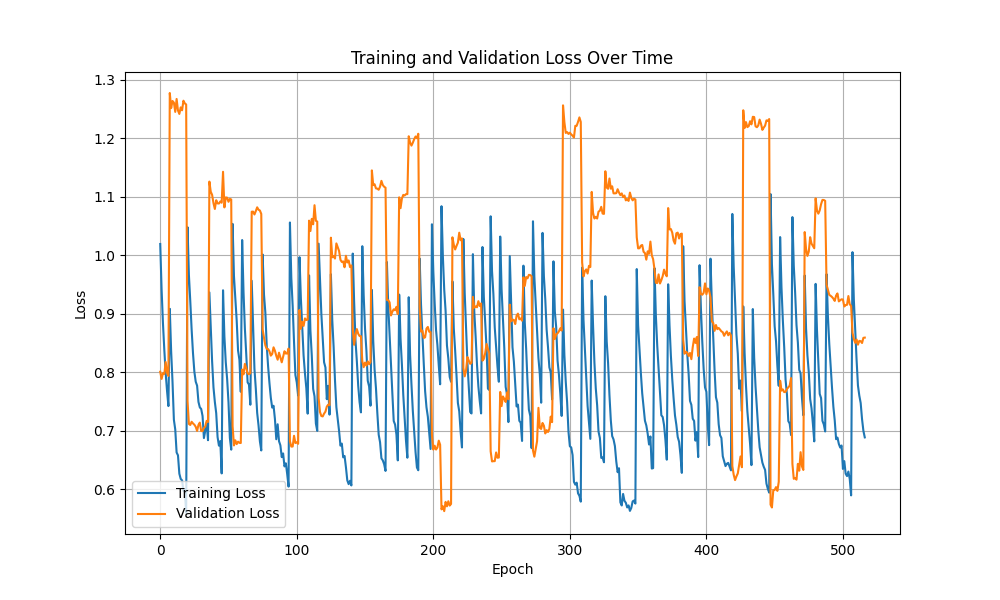 Training and Validation Loss Over Time
Loss
1.3
1.2
1.1
1.0
0.9
0.8
0.7
0.6
Training Loss
Validation Loss
0 100 200 300 400 500
Epoch